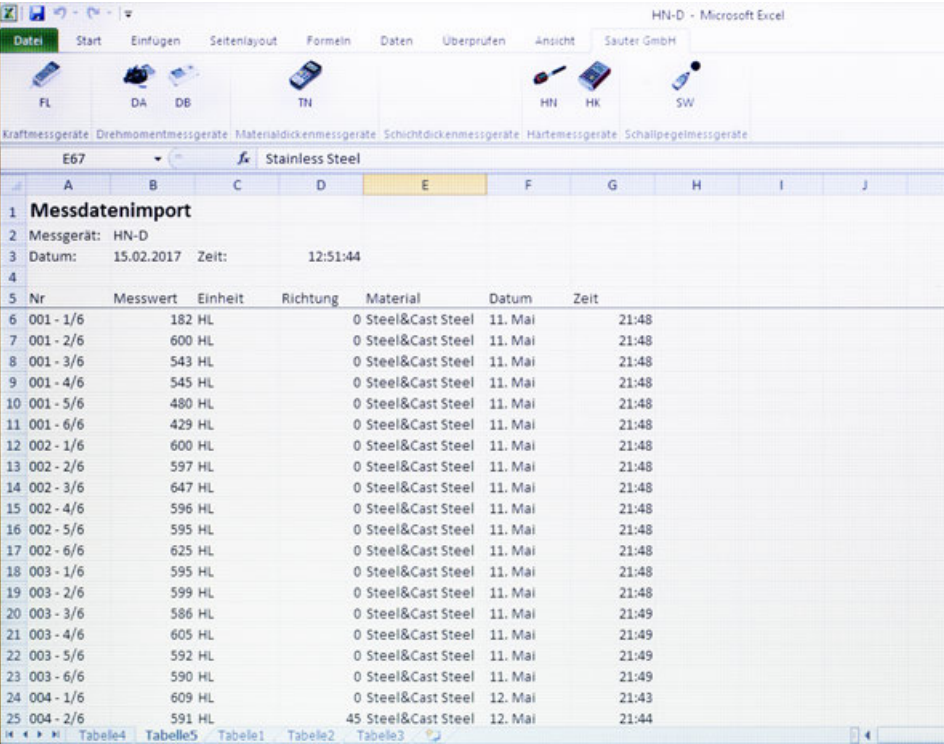 HN-D - Microsoft Excel
Datei Start Einfügen Seitenlayout Formeln Daten Überprüfen Ansicht Sauter GmbH
FL DA DB TN HN HK SW
Kraftmessgeräte Drehmomentmessgeräte Materialdickenmessgeräte Schichtdickenmessgeräte Härtemessgeräte Schallpegelmessgeräte
E67 fx Stainless Steel
A B C D E F G H I J
1 Messdatenimport
2 Messgerät: HN-D
3 Datum: 15.02.2017 Zeit: 12:51:44
4
5 Nr Messwert Einheit Richtung Material Datum Zeit
6 001 - 1/6 182 HL 0 Steel&Cast Steel 11. Mai 21:48
7 001 - 2/6 600 HL 0 Steel&Cast Steel 11. Mai 21:48
8 001 - 3/6 543 HL 0 Steel&Cast Steel 11. Mai 21:48
9 001 - 4/6 545 HL 0 Steel&Cast Steel 11. Mai 21:48
10 001 - 5/6 480 HL 0 Steel&Cast Steel 11. Mai 21:48
11 001 - 6/6 429 HL 0 Steel&Cast Steel 11. Mai 21:48
12 002 - 1/6 600 HL 0 Steel&Cast Steel 11. Mai 21:48
13 002 - 2/6 597 HL 0 Steel&Cast Steel 11. Mai 21:48
14 002 - 3/6 647 HL 0 Steel&Cast Steel 11. Mai 21:48
15 002 - 4/6 596 HL 0 Steel&Cast Steel 11. Mai 21:48
16 002 - 5/6 595 HL 0 Steel&Cast Steel 11. Mai 21:48
17 002 - 6/6 625 HL 0 Steel&Cast Steel 11. Mai 21:48
18 003 - 1/6 595 HL 0 Steel&Cast Steel 11. Mai 21:48
19 003 - 2/6 599 HL 0 Steel&Cast Steel 11. Mai 21:48
20 003 - 3/6 586 HL 0 Steel&Cast Steel 11. Mai 21:49
21 003 - 4/6 605 HL 0 Steel&Cast Steel 11. Mai 21:49
22 003 - 5/6 592 HL 0 Steel&Cast Steel 11. Mai 21:49
23 003 - 6/6 590 HL 0 Steel&Cast Steel 11. Mai 21:49
24 004 - 1/6 609 HL 0 Steel&Cast Steel 12. Mai 21:43
25 004 - 2/6 591 HL 45 Steel&Cast Steel 12. Mai 21:44
Tabelle4 Tabelle5 Tabelle1 Tabelle2 Tabelle3